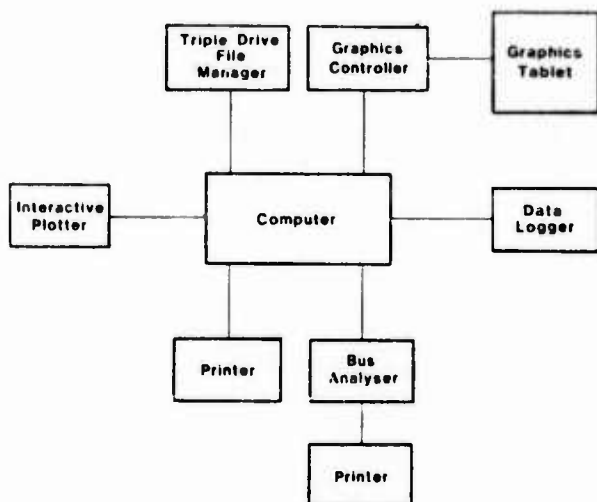 Triple Drive
File
Manager
Graphics
Controller
Graphics
Tablet
Interactive
Plotter
Computer
Data
Logger
Printer
Bus
Analyser
Printer